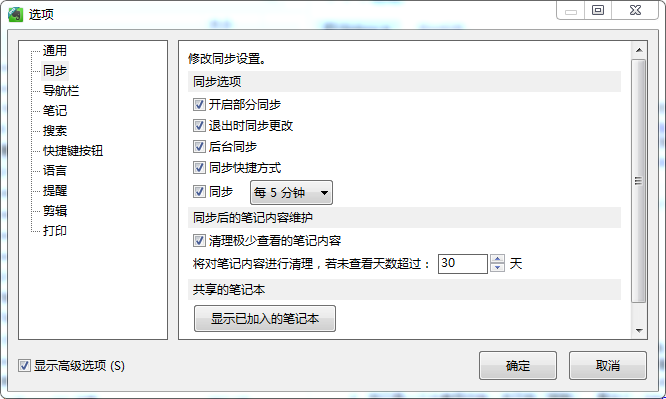 选项
通用
同步
导航栏
笔记
搜索
快捷键按钮
语言
提醒
剪辑
打印
修改同步设置。
同步选项
开启部分同步
退出时同步更改
后台同步
同步快捷方式
同步 每 5 分钟
同步后的笔记内容维护
清理极少查看的笔记内容
将对笔记内容进行清理，若未查看天数超过： 30 天
共享的笔记本
显示已加入的笔记本
显示高级选项 (S)
确定
取消